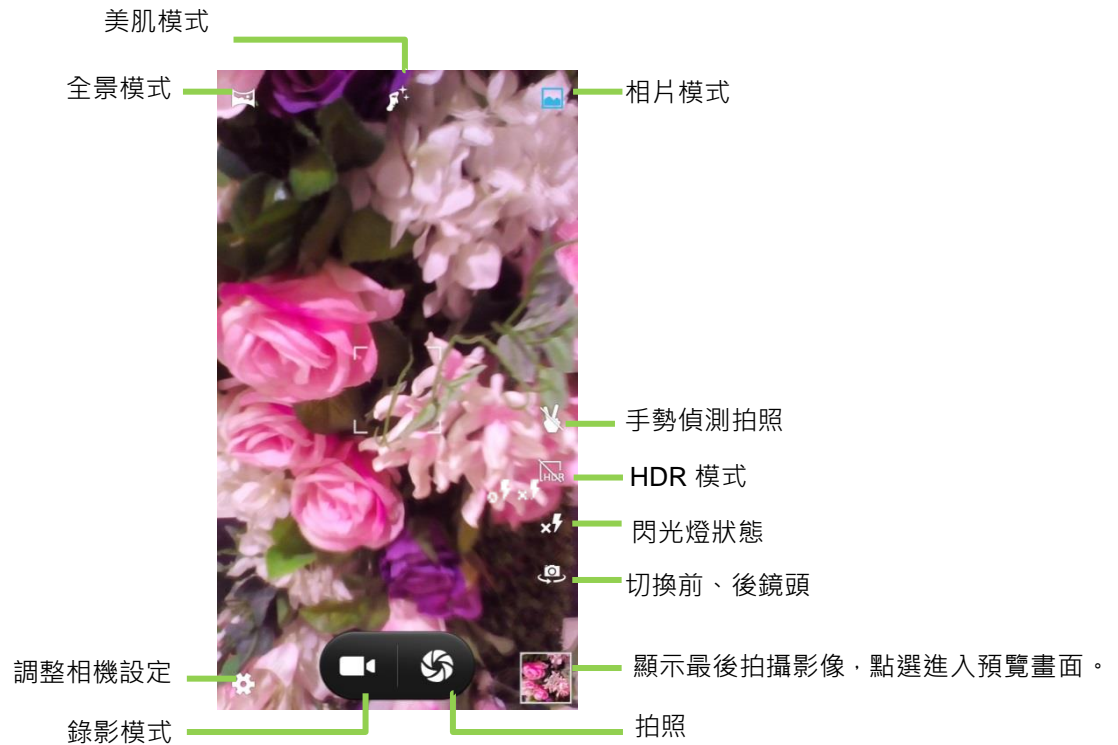 美肌模式
全景模式
相片模式
手勢偵測拍照
HDR
HDR 模式
閃光燈狀態
切換前、後鏡頭
調整相機設定
顯示最後拍攝影像，點選進入預覽畫面。
錄影模式
拍照